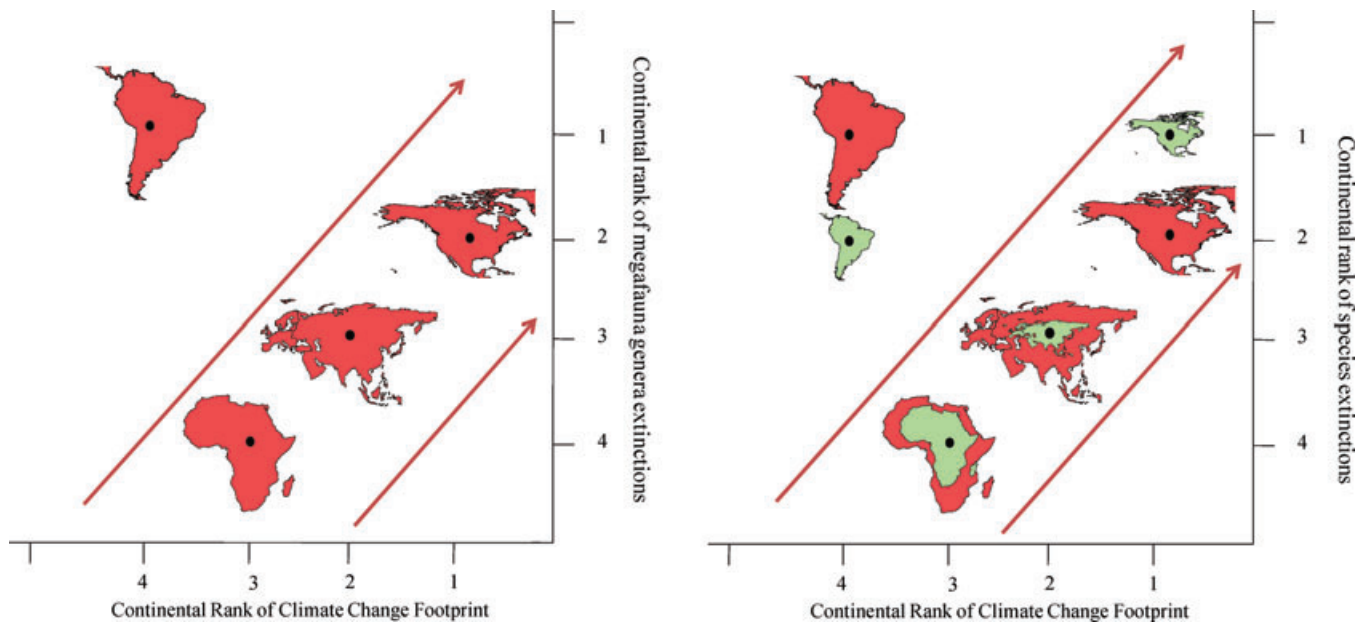 1
2
3
4
Continental rank of megafauna genera extinctions
4 3 2 1
Continental Rank of Climate Change Footprint
1
2
3
4
Continental rank of species extinctions
4 3 2 1
Continental Rank of Climate Change Footprint